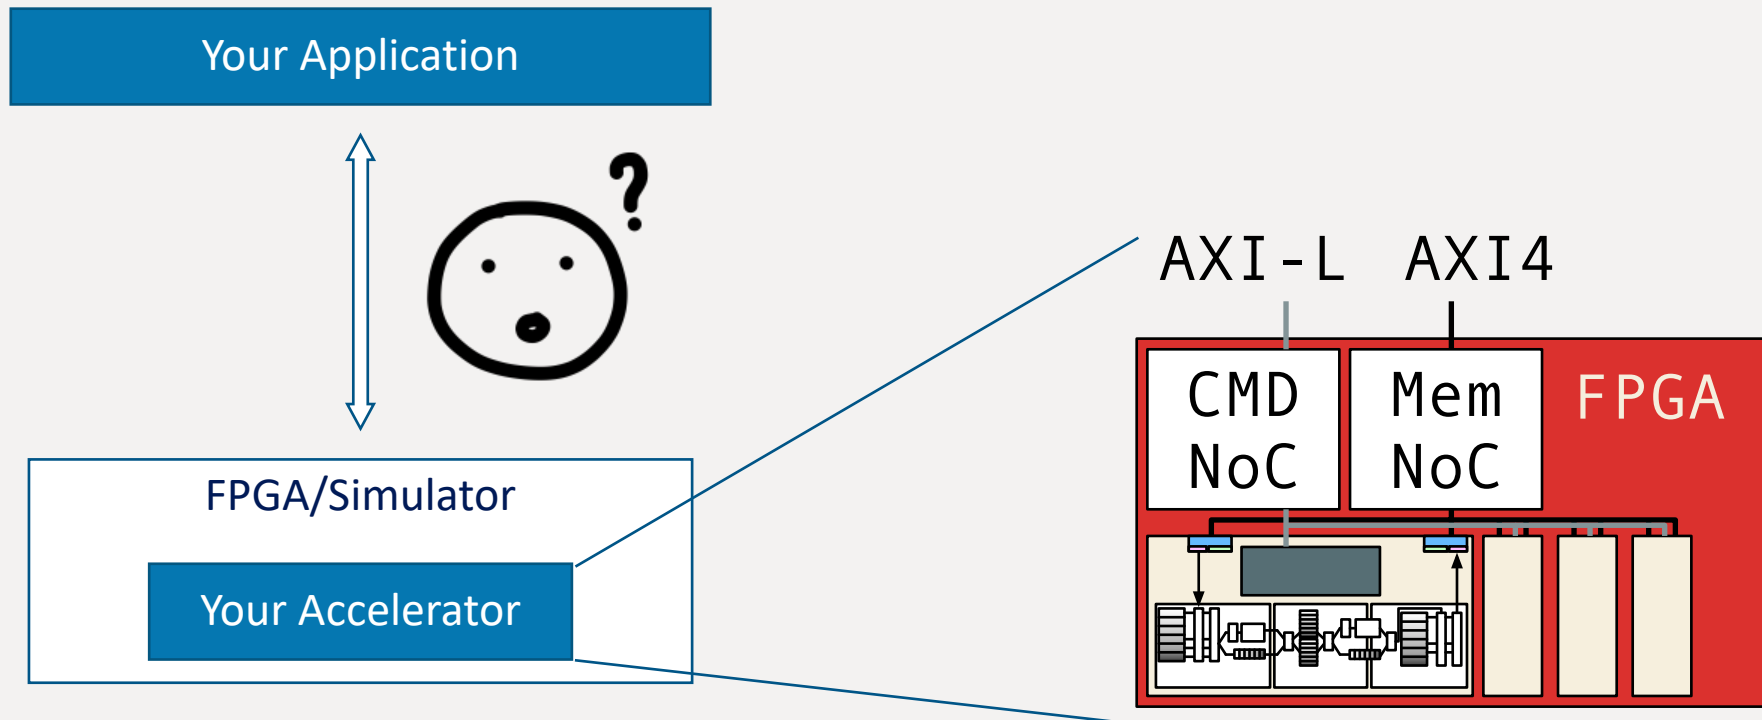 Your Application
?
FPGA/Simulator
Your Accelerator
AXI-L AXI4
CMD
NoC
Mem
NoC
FPGA